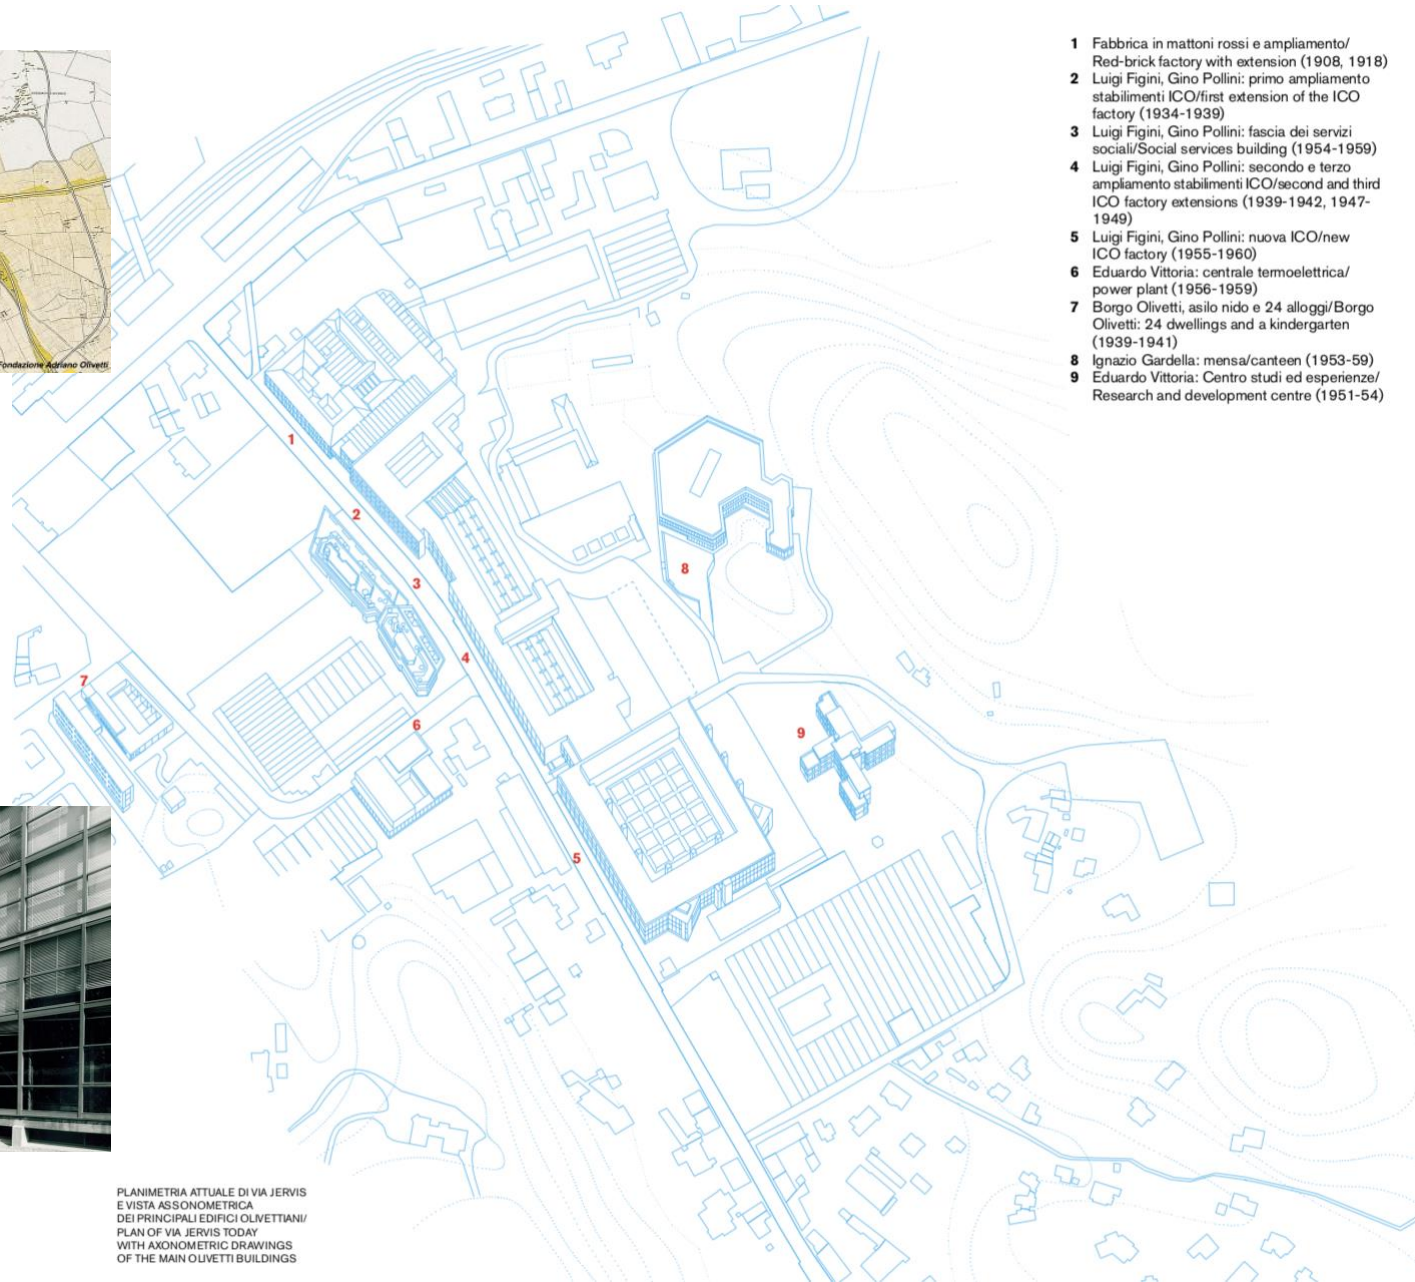 1 Fabbrica in mattoni rossi e ampliamento/
Red-brick factory with extension (1908, 1918)
2 Luigi Figini, Gino Pollini: primo ampliamento
stabilimenti ICO/first extension of the ICO
factory (1934-1939)
3 Luigi Figini, Gino Pollini: fascia dei servizi
sociali/Social services building (1954-1959)
4 Luigi Figini, Gino Pollini: secondo e terzo
ampliamento stabilimenti ICO/second and third
ICO factory extensions (1939-1942, 1947-
1949)
5 Luigi Figini, Gino Pollini: nuova ICO/new
ICO factory (1955-1960)
6 Eduardo Vittoria: centrale termoelettrica/
power plant (1956-1959)
7 Borgo Olivetti, asilo nido e 24 alloggi/Borgo
Olivetti: 24 dwellings and a kindergarten
(1939-1941)
8 Ignazio Gardella: mensa/canteen (1953-59)
9 Eduardo Vittoria: Centro studi ed esperienze/
Research and development centre (1951-54)
Fondazione Adriano Olivetti
1
2
3
8
4
7
6
9
5
PLANIMETRIA ATTUALE DI VIA JERVIS
E VISTA ASSONOMETRICA
DEI PRINCIPALI EDIFICI OLIVETTIANI/
PLAN OF VIA JERVIS TODAY
WITH AXONOMETRIC DRAWINGS
OF THE MAIN OLIVETTI BUILDINGS